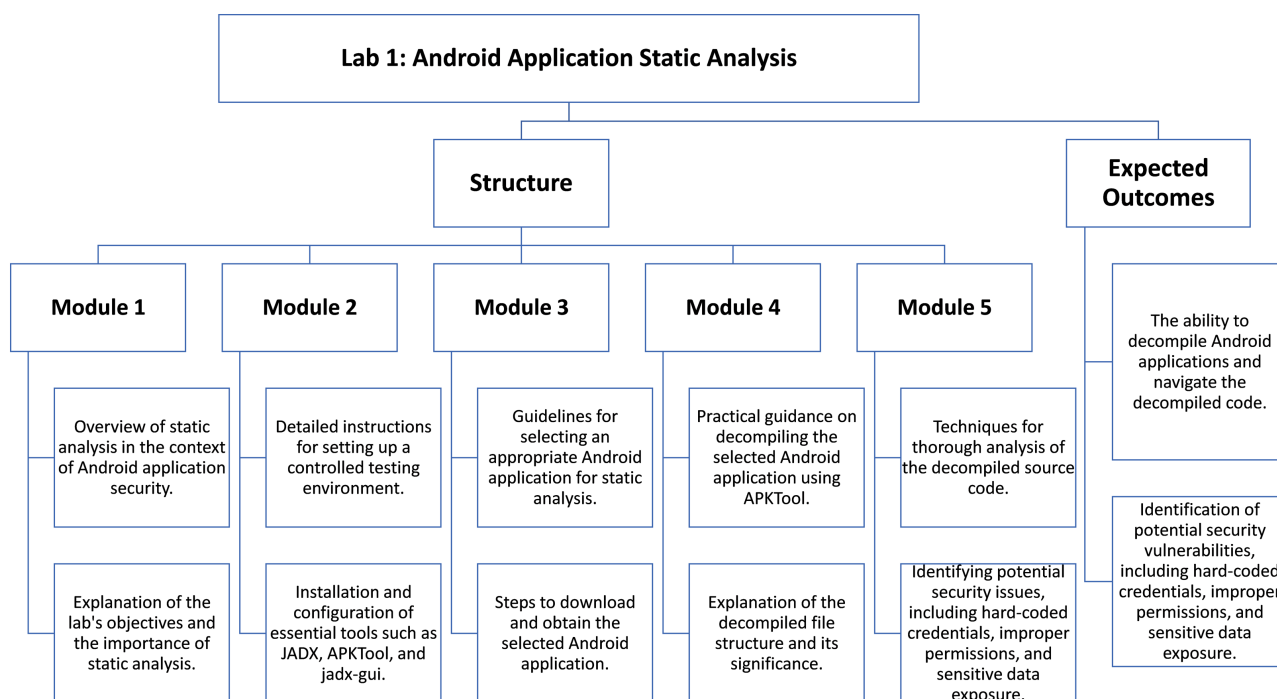 Lab 1: Android Application Static Analysis
Structure
Expected
Outcomes
Module 1
Overview of static
analysis in the context
of Android application
security.
Explanation of the
lab's objectives and
the importance of
static analysis.
Module 2
Detailed instructions
for setting up a
controlled testing
environment.
Installation and
configuration of
essential tools such as
JADX, APKTool, and
jadx-gui.
Module 3
Guidelines for
selecting an
appropriate Android
application for static
analysis.
Steps to download
and obtain the
selected Android
application.
Module 4
Practical guidance on
decompiling the
selected Android
application using
APKTool.
Explanation of the
decompiled file
structure and its
significance.
Module 5
Techniques for
thorough analysis of
the decompiled source
code.
Identifying potential
security issues,
including hard-coded
credentials, improper
permissions, and
sensitive data
exposure.
The ability to
decompile Android
applications and
navigate the
decompiled code.
Identification of
potential security
vulnerabilities,
including hard-coded
credentials, improper
permissions, and
sensitive data
exposure.